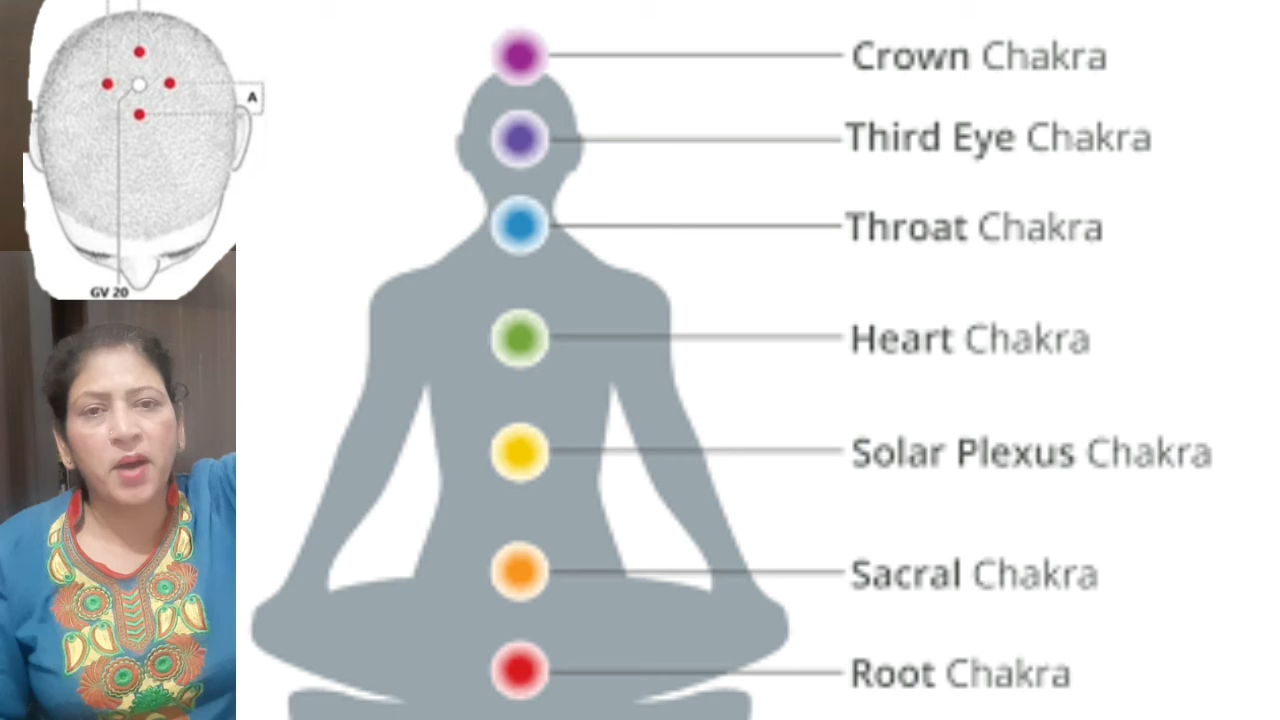 A
GV 20
Crown Chakra
Third Eye Chakra
Throat Chakra
Heart Chakra
Solar Plexus Chakra
Sacral Chakra
Root Chakra